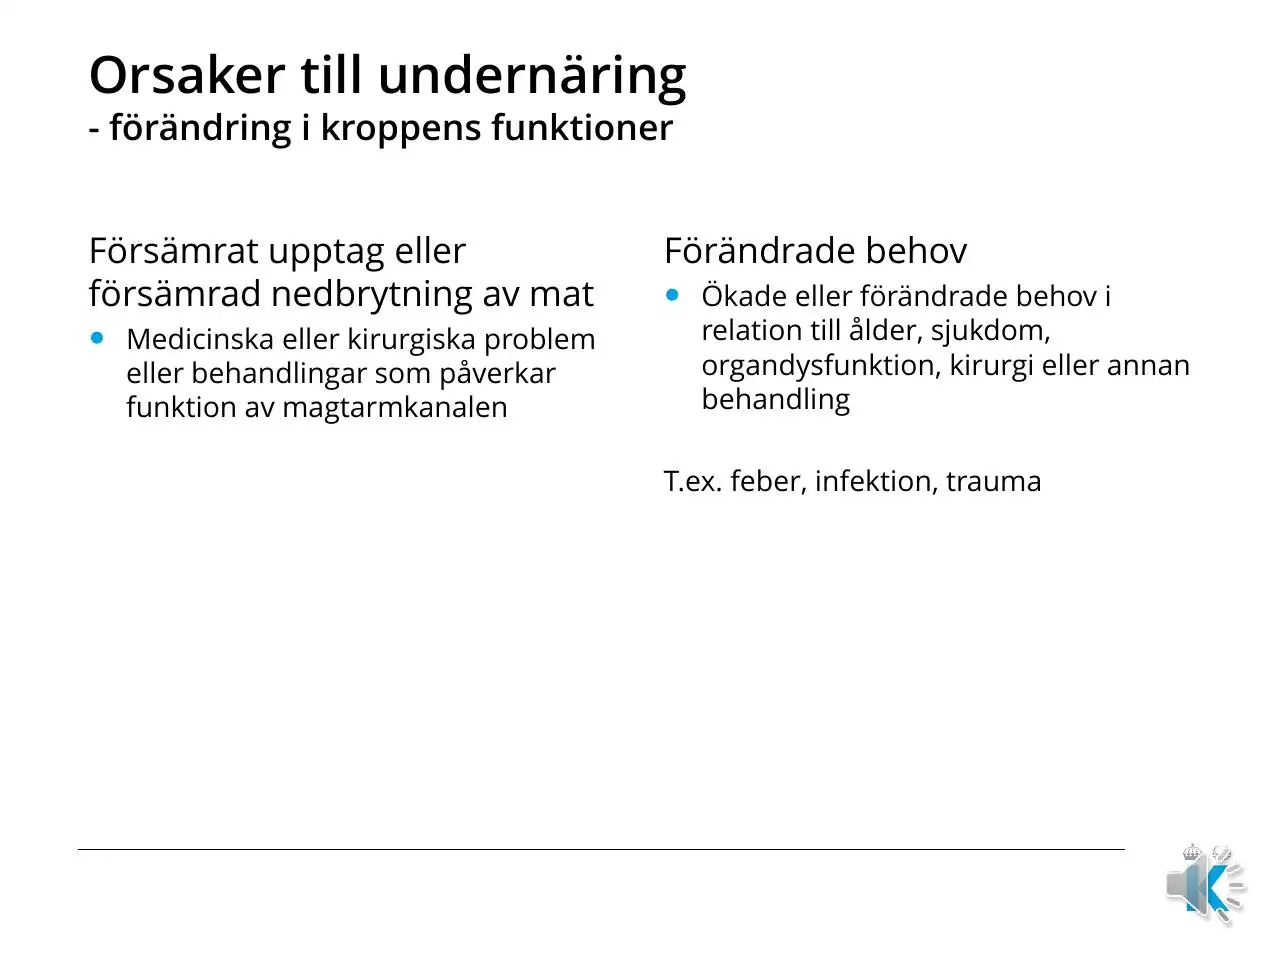 Orsaker till undernäring
- förändring i kroppens funktioner
Försämrat upptag eller
försämrad nedbrytning av mat
• Medicinska eller kirurgiska problem
eller behandlingar som påverkar
funktion av magtarmkanalen
Förändrade behov
• Ökade eller förändrade behov i
relation till ålder, sjukdom,
organdysfunktion, kirurgi eller annan
behandling
T.ex. feber, infektion, trauma
K